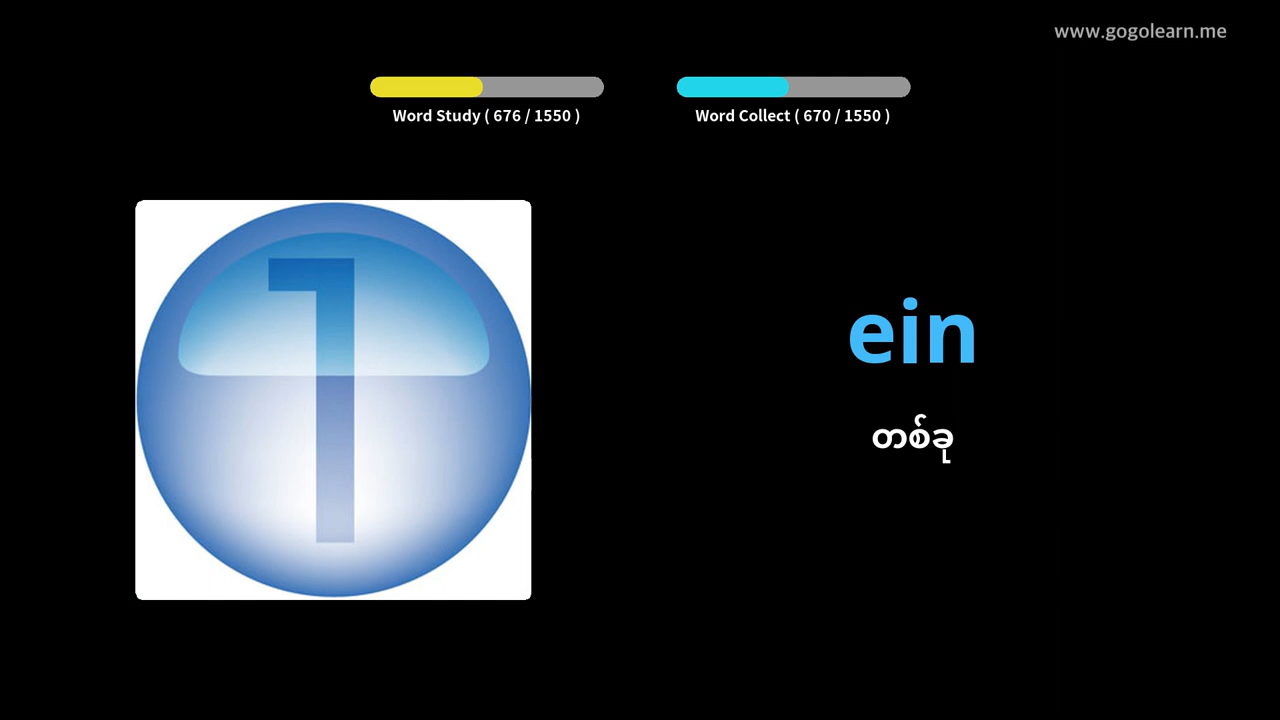 www.gogolearn.me
Word Study ( 676 / 1550 )
Word Collect ( 670 / 1550 )
1
ein
တစ်ခု